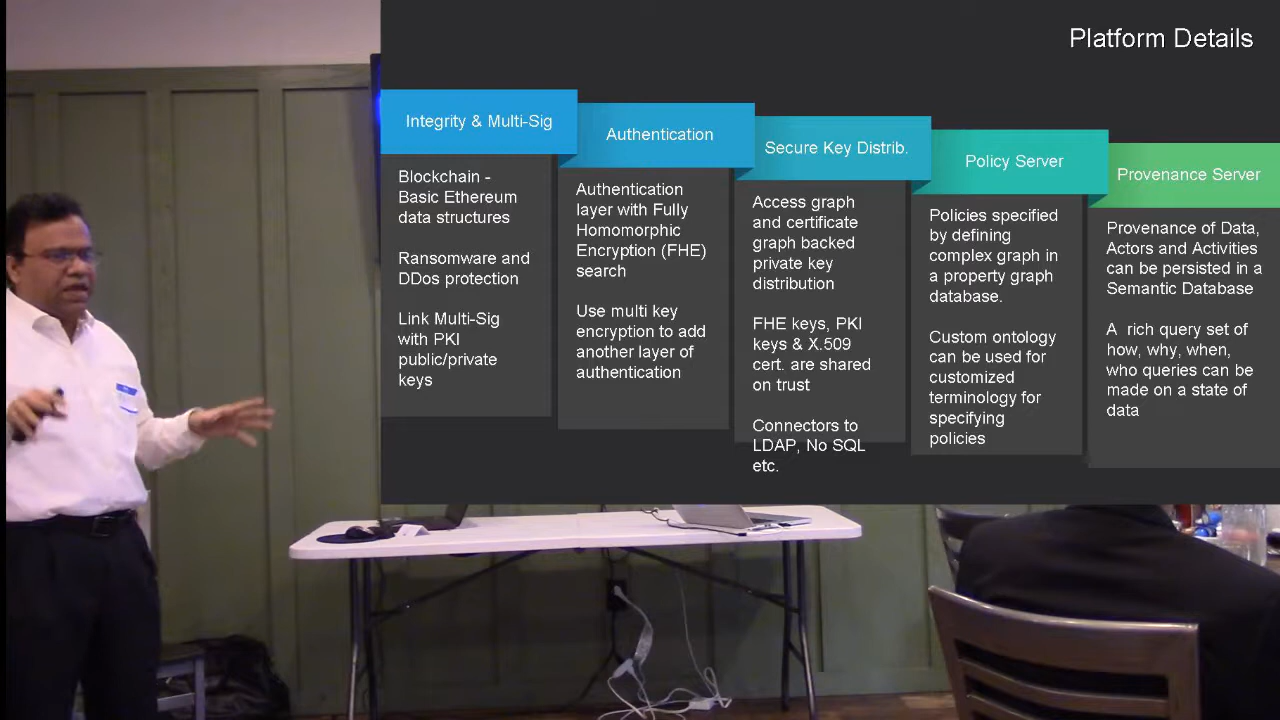 Platform Details
Integrity & Multi-Sig
Blockchain -
Basic Ethereum
data structures
Ransomware and
DDos protection
Link Multi-Sig
with PKI
public/private
keys
Authentication
Authentication
layer with Fully
Homomorphic
Encryption (FHE)
search
Use multi key
encryption to add
another layer of
authentication
Secure Key Distrib.
Access graph
and certificate
graph backed
private key
distribution
FHE keys, PKI
keys & X.509
cert. are shared
on trust
Connectors to
LDAP, No SQL
etc.
Policy Server
Policies specified
by defining
complex graph in
a property graph
database.
Custom ontology
can be used for
customized
terminology for
specifying
policies
Provenance Server
Provenance of Data,
Actors and Activities
can be persisted in a
Semantic Database
A rich query set of
how, why, when,
who queries can be
made on a state of
data